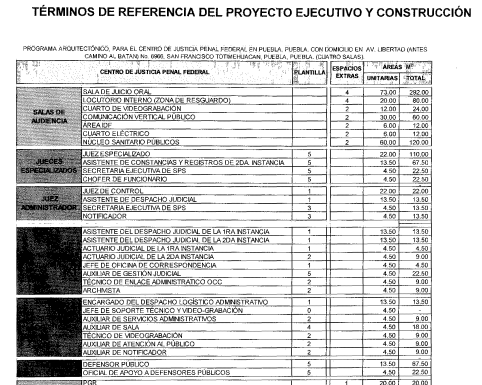 TÉRMINOS DE REFERENCIA DEL PROYECTO EJECUTIVO Y CONSTRUCCIÓN
PROGRAMA ARQUITECTÓNICO, PARA EL CENTRO DE JUSTICIA PENAL FEDERAL EN PUEBLA, PUEBLA. CON DOMICILIO EN AV. LIBERTAD (ANTES
CAMINO AL BATAN) No. 6966, SAN FRANCISCO TOTIMEHUACAN, PUEBLA, PUEBLA. (CUATRO SALAS).
CENTRO DE JUSTICIA PENAL FEDERAL PLANTILLA ESPACIOS EXTRAS ÁREAS M² UNITARIAS TOTAL
SALAS DE AUDIENCIA
SALA DE JUICIO ORAL 4 73.00 292.00
LOCUTORIO INTERNO (ZONA DE RESGUARDO) 4 20.00 80.00
CUARTO DE VIDEOGRABACIÓN 2 12.00 24.00
COMUNICACIÓN VERTICAL PÚBLICO 2 30.00 60.00
AREA IDF 2 6.00 12.00
CUARTO ELÉCTRICO 2 6.00 12.00
NÚCLEO SANITARIO PÚBLICOS 2 60.00 120.00
JUECES ESPECIALIZADOS
JUEZ ESPECIALIZADO 5 22.00 110.00
ASISTENTE DE CONSTANCIAS Y REGISTROS DE 2DA. INSTANCIA 5 13.50 67.50
SECRETARIA EJECUTIVA DE SPS 5 4.50 22.50
CHOFER DE FUNCIONARIO 5 4.50 22.50
JUEZ ADMINISTRADOR
JUEZ DE CONTROL 1 22.00 22.00
ASISTENTE DE DESPACHO JUDICIAL 1 13.50 13.50
SECRETARIA EJECUTIVA DE SPS 3 4.50 13.50
NOTIFICADOR 3 4.50 13.50
ASISTENTE DEL DESPACHO JUDICIAL DE LA 1RA INSTANCIA 1 13.50 13.50
ASISTENTE DEL DESPACHO JUDICIAL DE LA 2DA INSTANCIA 1 13.50 13.50
ACTUARIO JUDICIAL DE LA 1RA INSTANCIA 1 4.50 4.50
ACTUARIO JUDICIAL DE LA 2DA INSTANCIA 2 4.50 9.00
JEFE DE OFICINA DE CORRESPONDENCIA 1 4.50 4.50
AUXILIAR DE GESTIÓN JUDICIAL 5 4.50 22.50
TÉCNICO DE ENLACE ADMINISTRATICO OCC 2 4.50 9.00
ARCHIVISTA 2 4.50 9.00
ENCARGADO DEL DESPACHO LOGÍSTICO ADMINISTRATIVO 1 13.50 13.50
JEFE DE SOPORTE TÉCNICO Y VIDEO-GRABACIÓN 0 4.50
AUXILIAR DE SERVICIOS ADMINISTRATIVOS 2 4.50 9.00
AUXILIAR DE SALA 4 4.50 18.00
TÉCNICO DE VIDEOGRABACIÓN 2 4.50 9.00
AUXILIAR DE ATENCIÓN AL PÚBLICO 2 4.50 9.00
AUXILIAR DE NOTIFICADOR 2 4.50 9.00
DEFENSOR PÚBLICO 5 13.50 67.50
OFICIAL DE APOYO A DEFENSORES PÚBLICOS 5 4.50 22.50
PGR 1 20.00 20.00